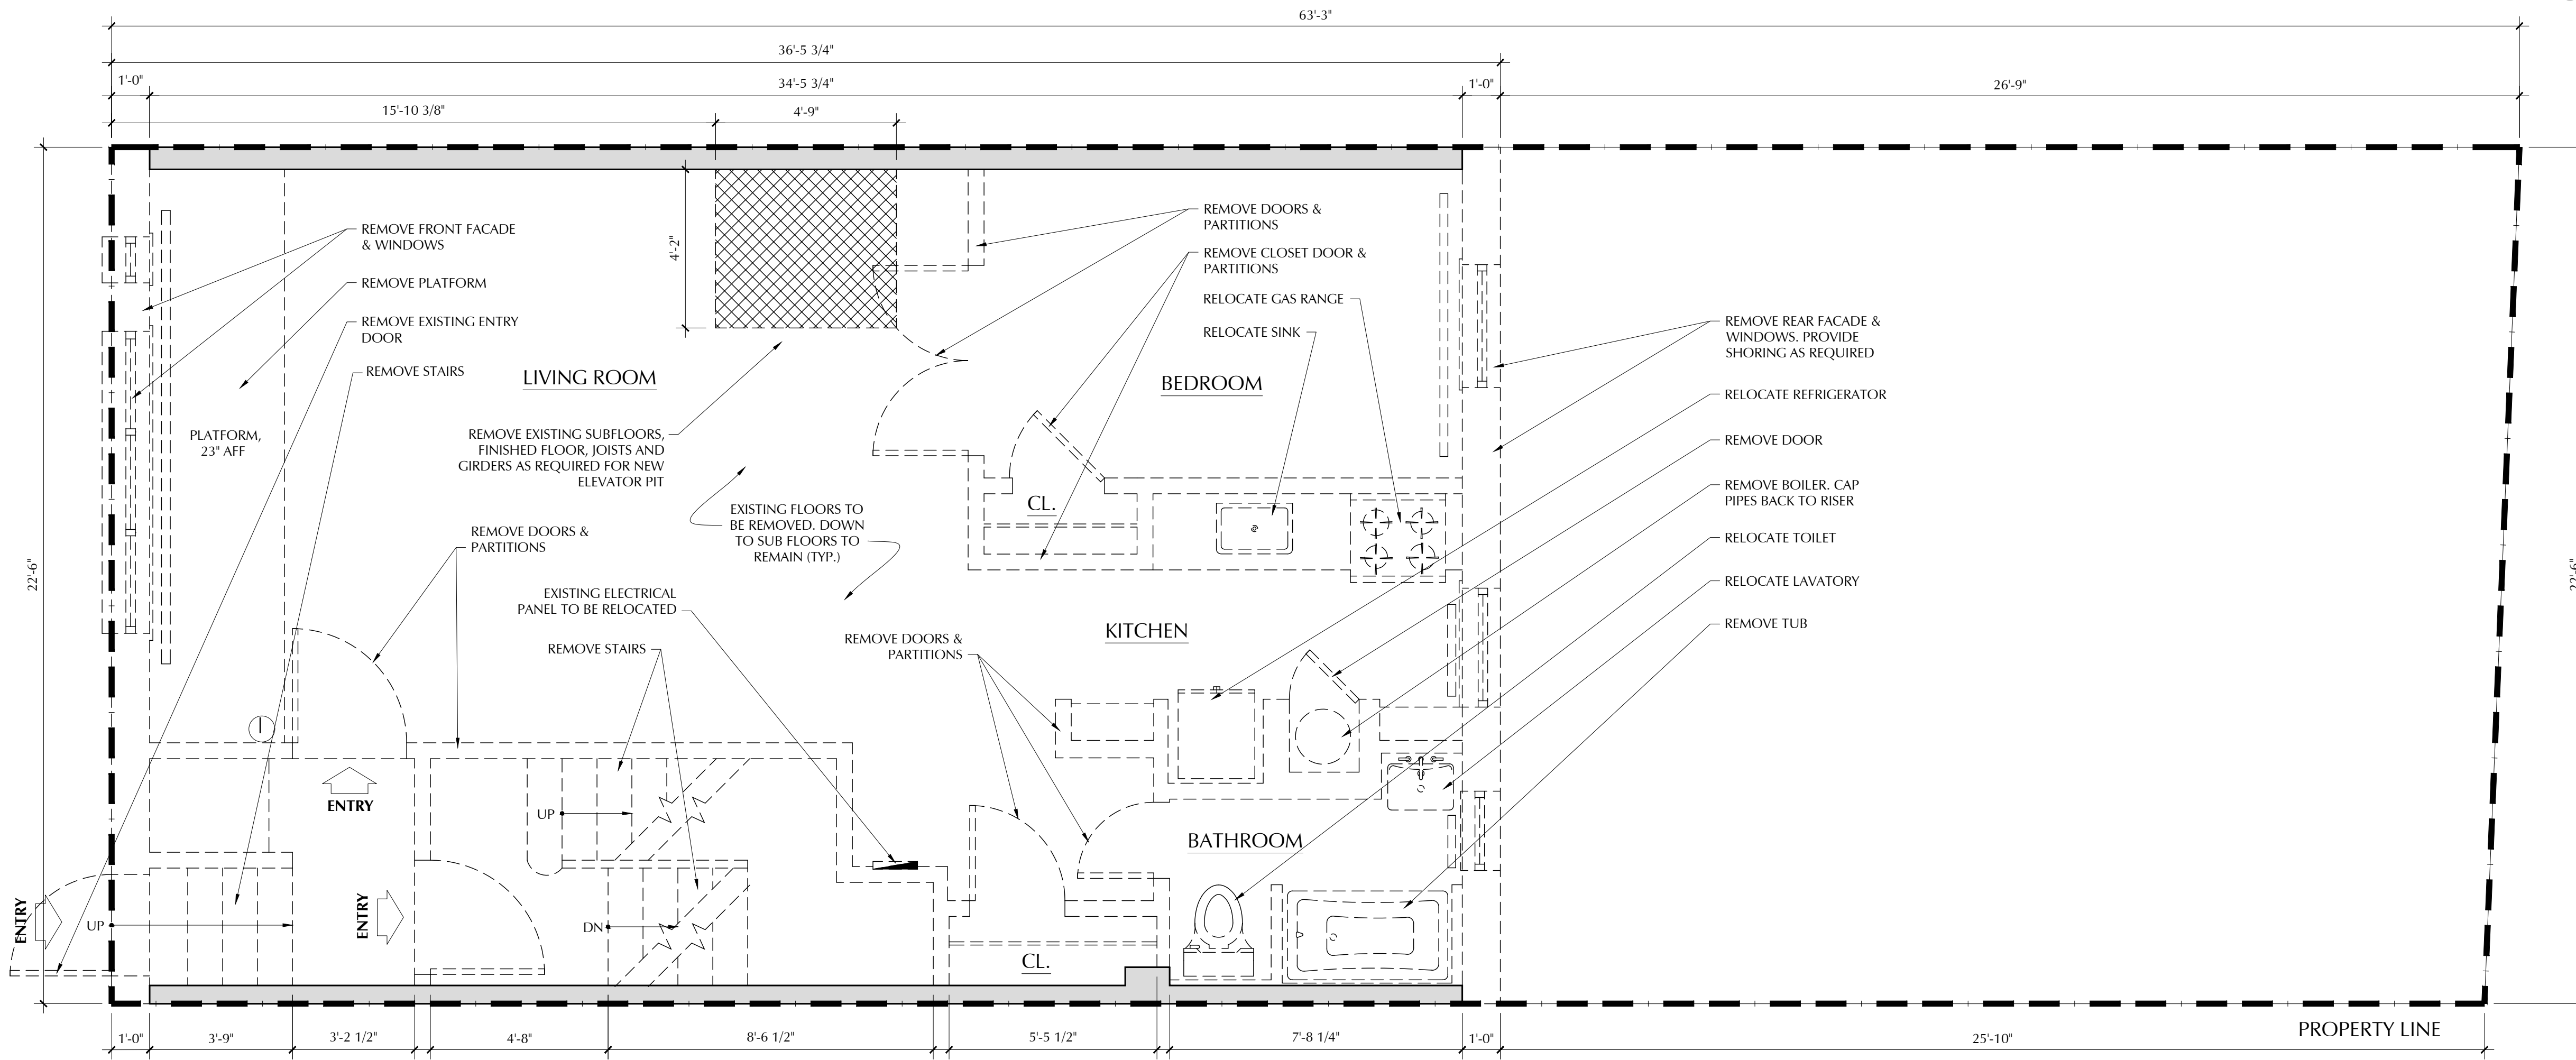 63'-3"
36'-5 3/4"
1'-0"
34'-5 3/4"
1'-0"
26'-9"
15'-10 3/8"
4'-9"
4'-2"
22'-6"
22'-6"
REMOVE FRONT FACADE
& WINDOWS
REMOVE PLATFORM
REMOVE EXISTING ENTRY
DOOR
REMOVE STAIRS
PLATFORM,
23" AFF
LIVING ROOM
REMOVE EXISTING SUBFLOORS,
FINISHED FLOOR, JOISTS AND
GIRDERS AS REQUIRED FOR NEW
ELEVATOR PIT
EXISTING FLOORS TO
BE REMOVED. DOWN
TO SUB FLOORS TO
REMAIN (TYP.)
REMOVE DOORS &
PARTITIONS
EXISTING ELECTRICAL
PANEL TO BE RELOCATED
REMOVE STAIRS
REMOVE DOORS &
PARTITIONS
REMOVE DOORS &
PARTITIONS
REMOVE CLOSET DOOR &
PARTITIONS
RELOCATE GAS RANGE
RELOCATE SINK
BEDROOM
CL.
KITCHEN
BATHROOM
CL.
REMOVE REAR FACADE &
WINDOWS. PROVIDE
SHORING AS REQUIRED
RELOCATE REFRIGERATOR
REMOVE DOOR
REMOVE BOILER. CAP
PIPES BACK TO RISER
RELOCATE TOILET
RELOCATE LAVATORY
REMOVE TUB
I
ENTRY
UP
ENTRY
UP
ENTRY
DN
PROPERTY LINE
1'-0"
3'-9"
3'-2 1/2"
4'-8"
8'-6 1/2"
5'-5 1/2"
7'-8 1/4"
1'-0"
25'-10"